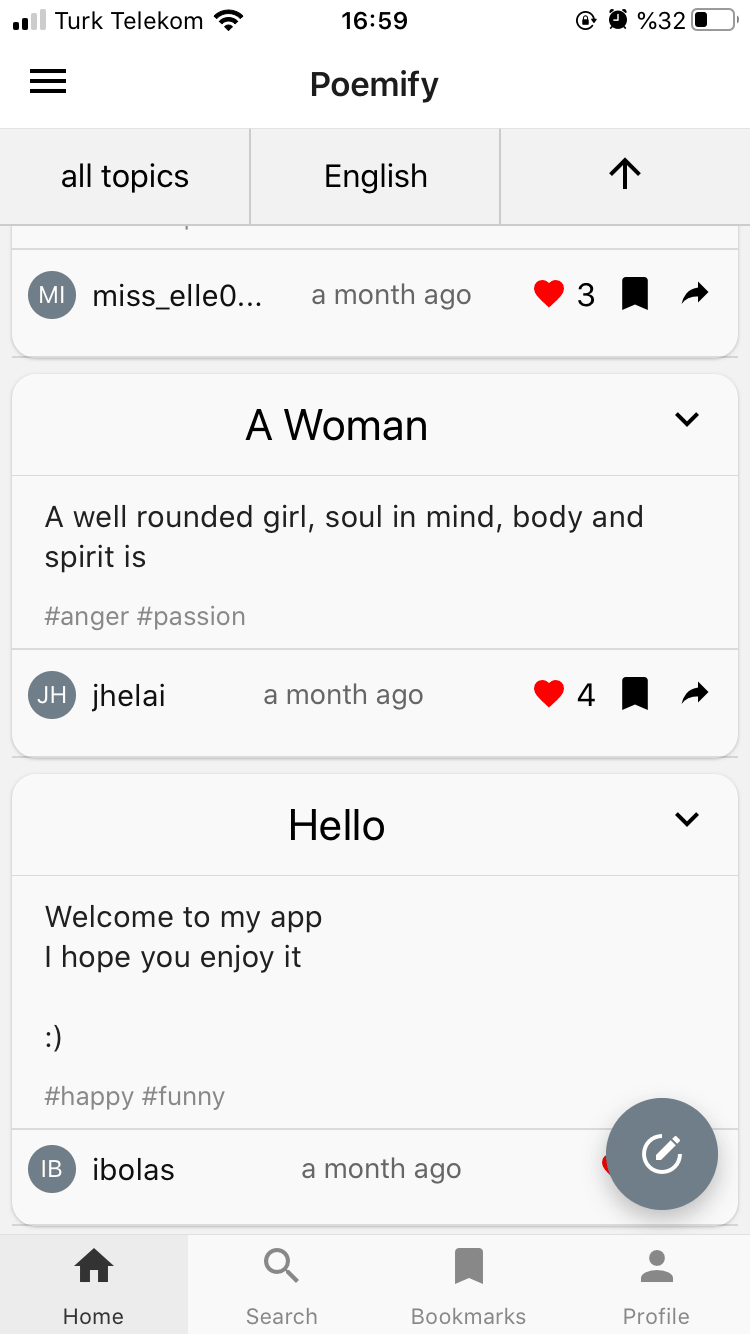 Turk Telekom 16:59 %32
Poemify
all topics English
MI miss_elle0... a month ago 3
A Woman
A well rounded girl, soul in mind, body and
spirit is
#anger #passion
JH jhelai a month ago 4
Hello
Welcome to my app
I hope you enjoy it
:)
#happy #funny
IB ibolas a month ago
Home Search Bookmarks Profile